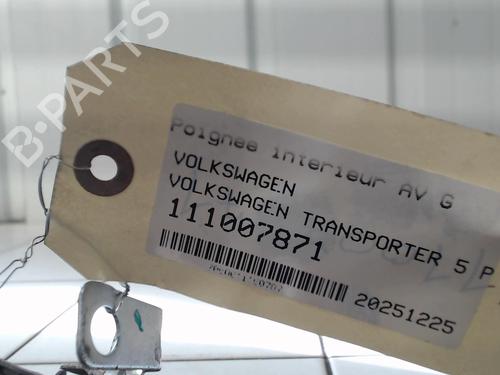 B-PARTS
Poignee interieur AV G
VOLKSWAGEN
VOLKSWAGEN TRANSPORTER 5 P
111007871
20251225